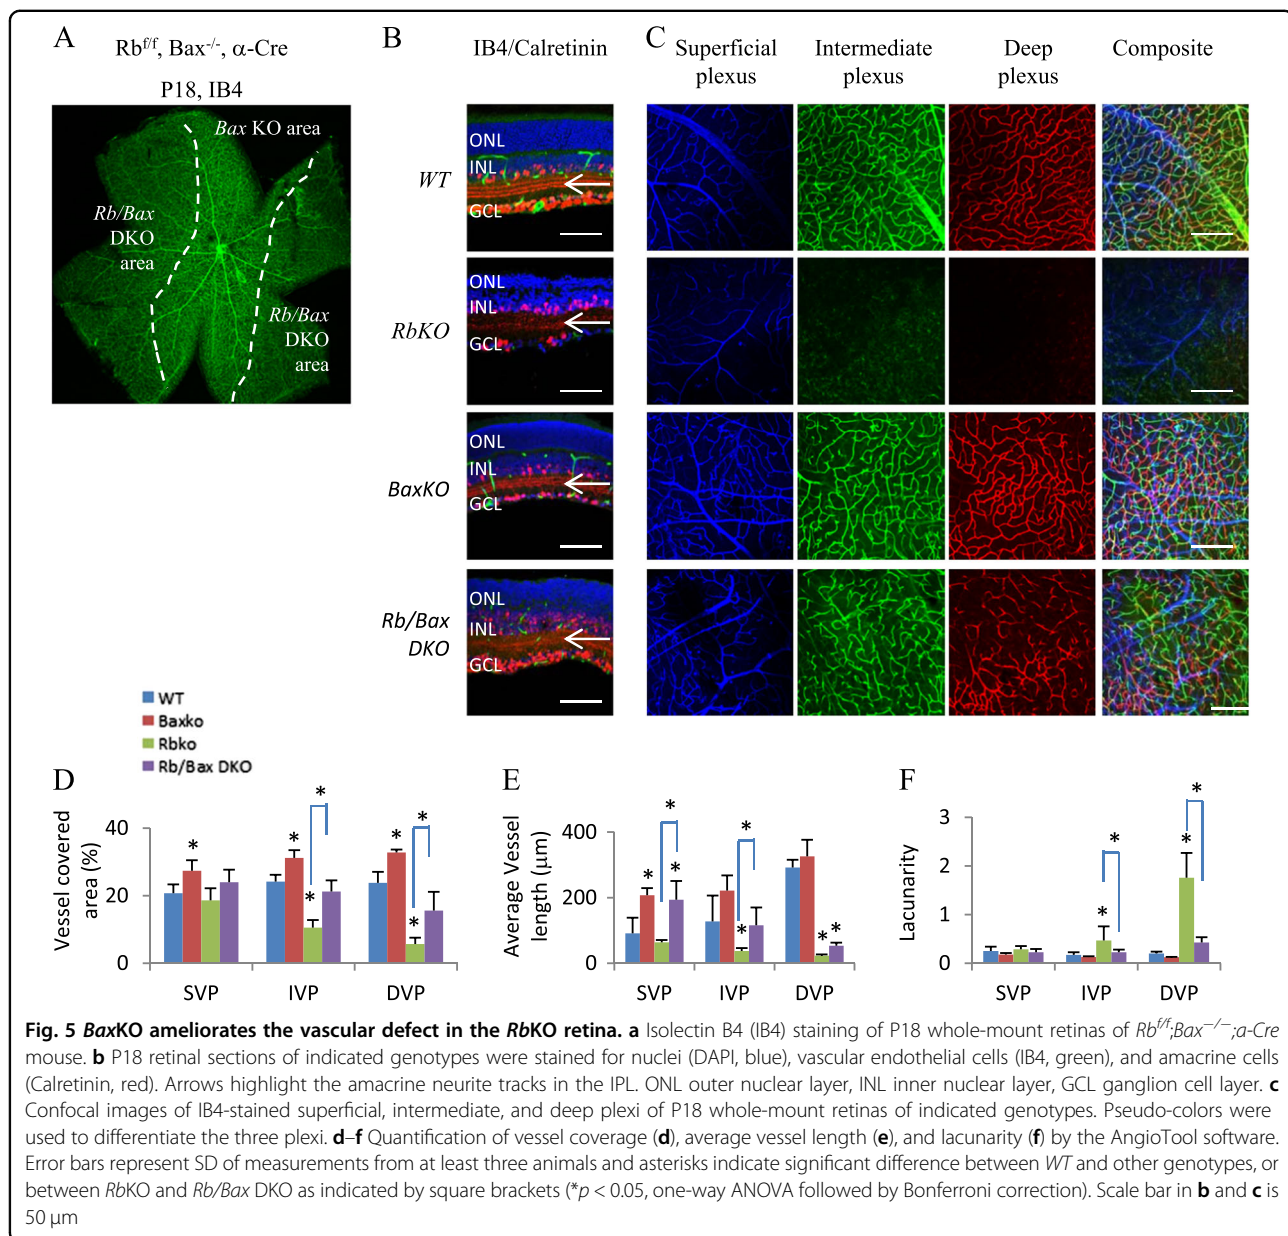 A
Rb^f/f, Bax^-/-, α-Cre
P18, IB4
Bax KO area
Rb/Bax
DKO
area
Rb/Bax
DKO
area
B
IB4/Calretinin
WT
ONL
INL
GCL
RbKO
ONL
INL
GCL
BaxKO
ONL
INL
GCL
Rb/Bax
DKO
ONL
INL
GCL
C
Superficial
plexus
Intermediate
plexus
Deep
plexus
Composite
WT
Baxko
Rbko
Rb/Bax DKO
D
Vessel covered
area (%)
40
20
0
* * * * * * *
SVP IVP DVP
E
Average Vessel
length (µm)
400
200
0
* * * * * * *
SVP IVP DVP
F
Lacunarity
3
2
1
0
* * * *
SVP IVP DVP
Fig. 5 BaxKO ameliorates the vascular defect in the RbKO retina. a Isolectin B4 (IB4) staining of P18 whole-mount retinas of Rb^f/f;Bax^−/−;α-Cre
mouse. b P18 retinal sections of indicated genotypes were stained for nuclei (DAPI, blue), vascular endothelial cells (IB4, green), and amacrine cells
(Calretinin, red). Arrows highlight the amacrine neurite tracks in the IPL. ONL outer nuclear layer, INL inner nuclear layer, GCL ganglion cell layer. c
Confocal images of IB4-stained superficial, intermediate, and deep plexi of P18 whole-mount retinas of indicated genotypes. Pseudo-colors were
used to differentiate the three plexi. d–f Quantification of vessel coverage (d), average vessel length (e), and lacunarity (f) by the AngioTool software.
Error bars represent SD of measurements from at least three animals and asterisks indicate significant difference between WT and other genotypes, or
between RbKO and Rb/Bax DKO as indicated by square brackets (*p < 0.05, one-way ANOVA followed by Bonferroni correction). Scale bar in b and c is
50 µm